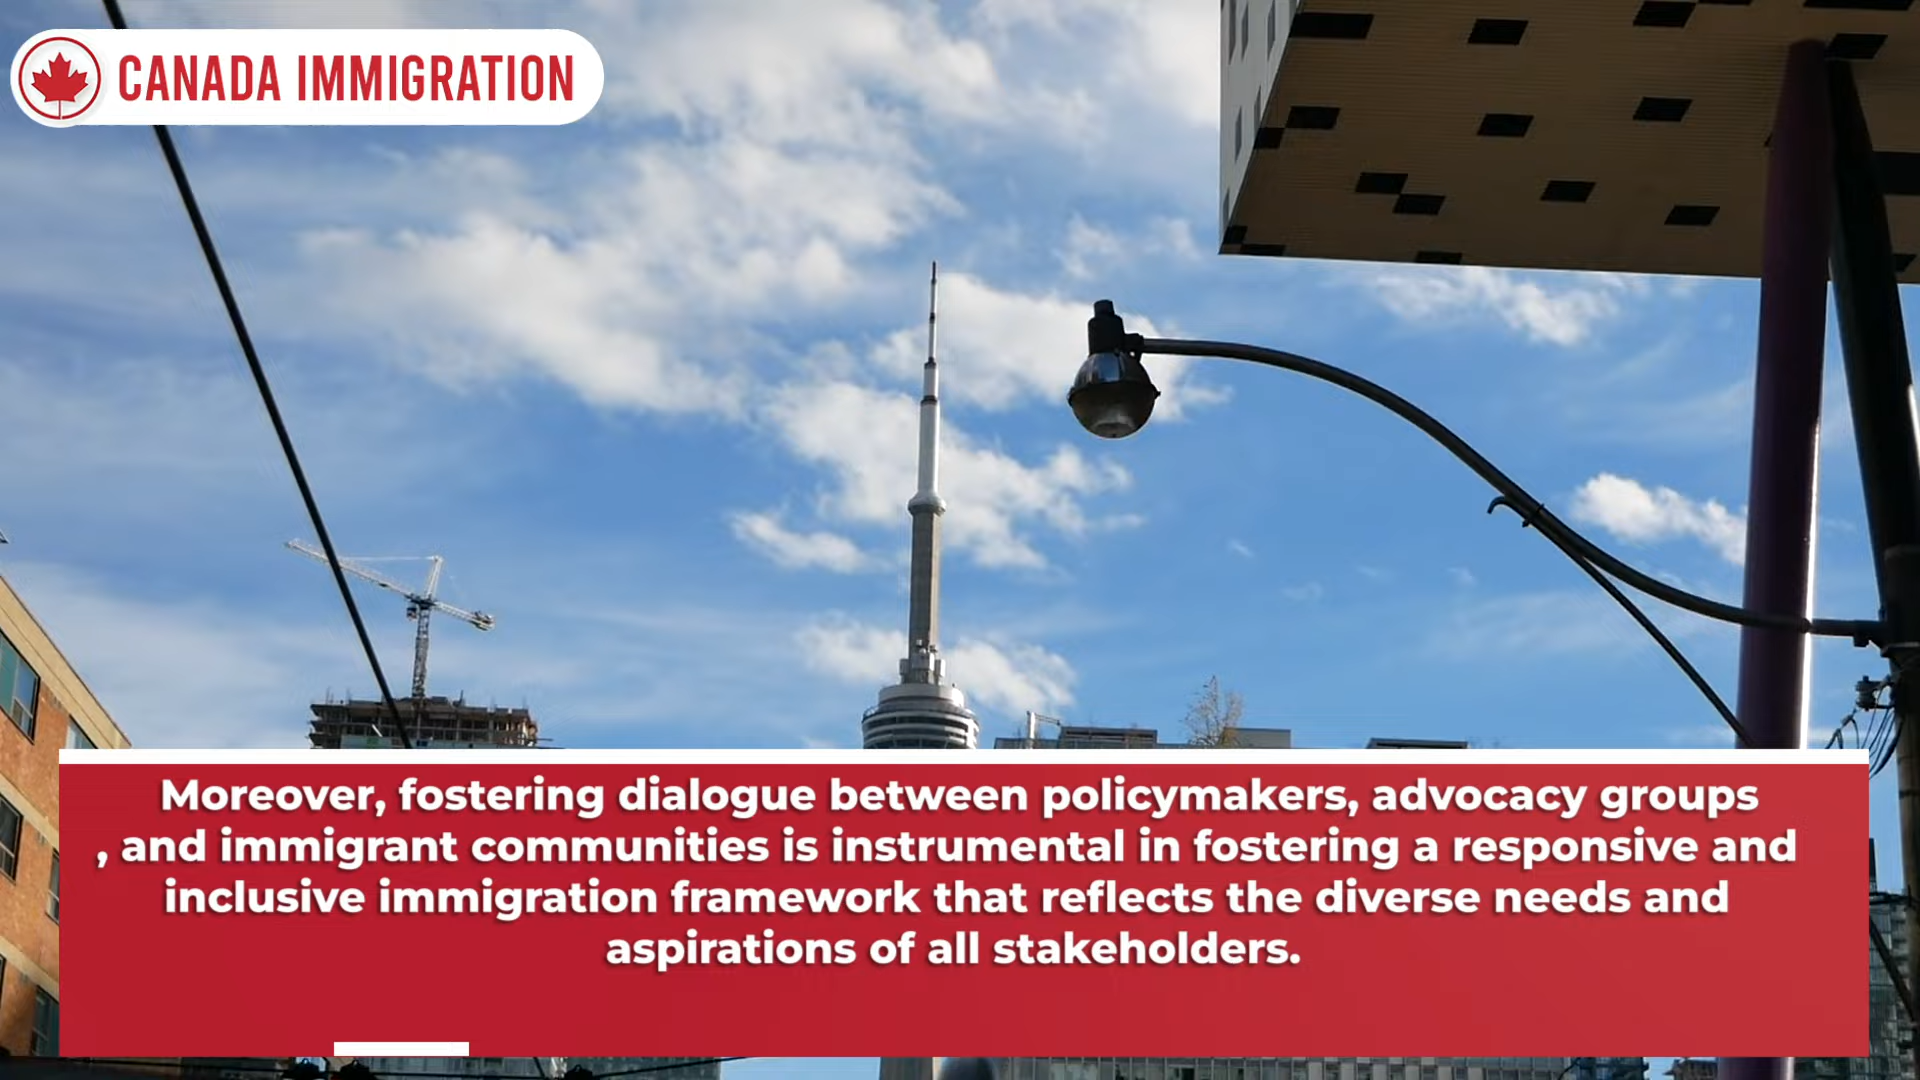 CANADA IMMIGRATION
Moreover, fostering dialogue between policymakers, advocacy groups
, and immigrant communities is instrumental in fostering a responsive and
inclusive immigration framework that reflects the diverse needs and
aspirations of all stakeholders.